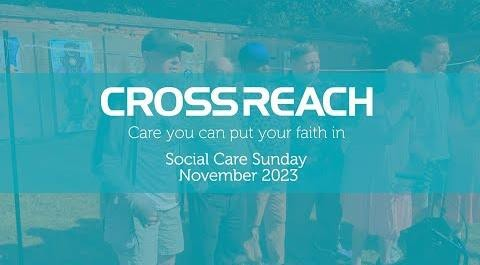 CROSSREACH
Care you can put your faith in
Social Care Sunday
November 2023